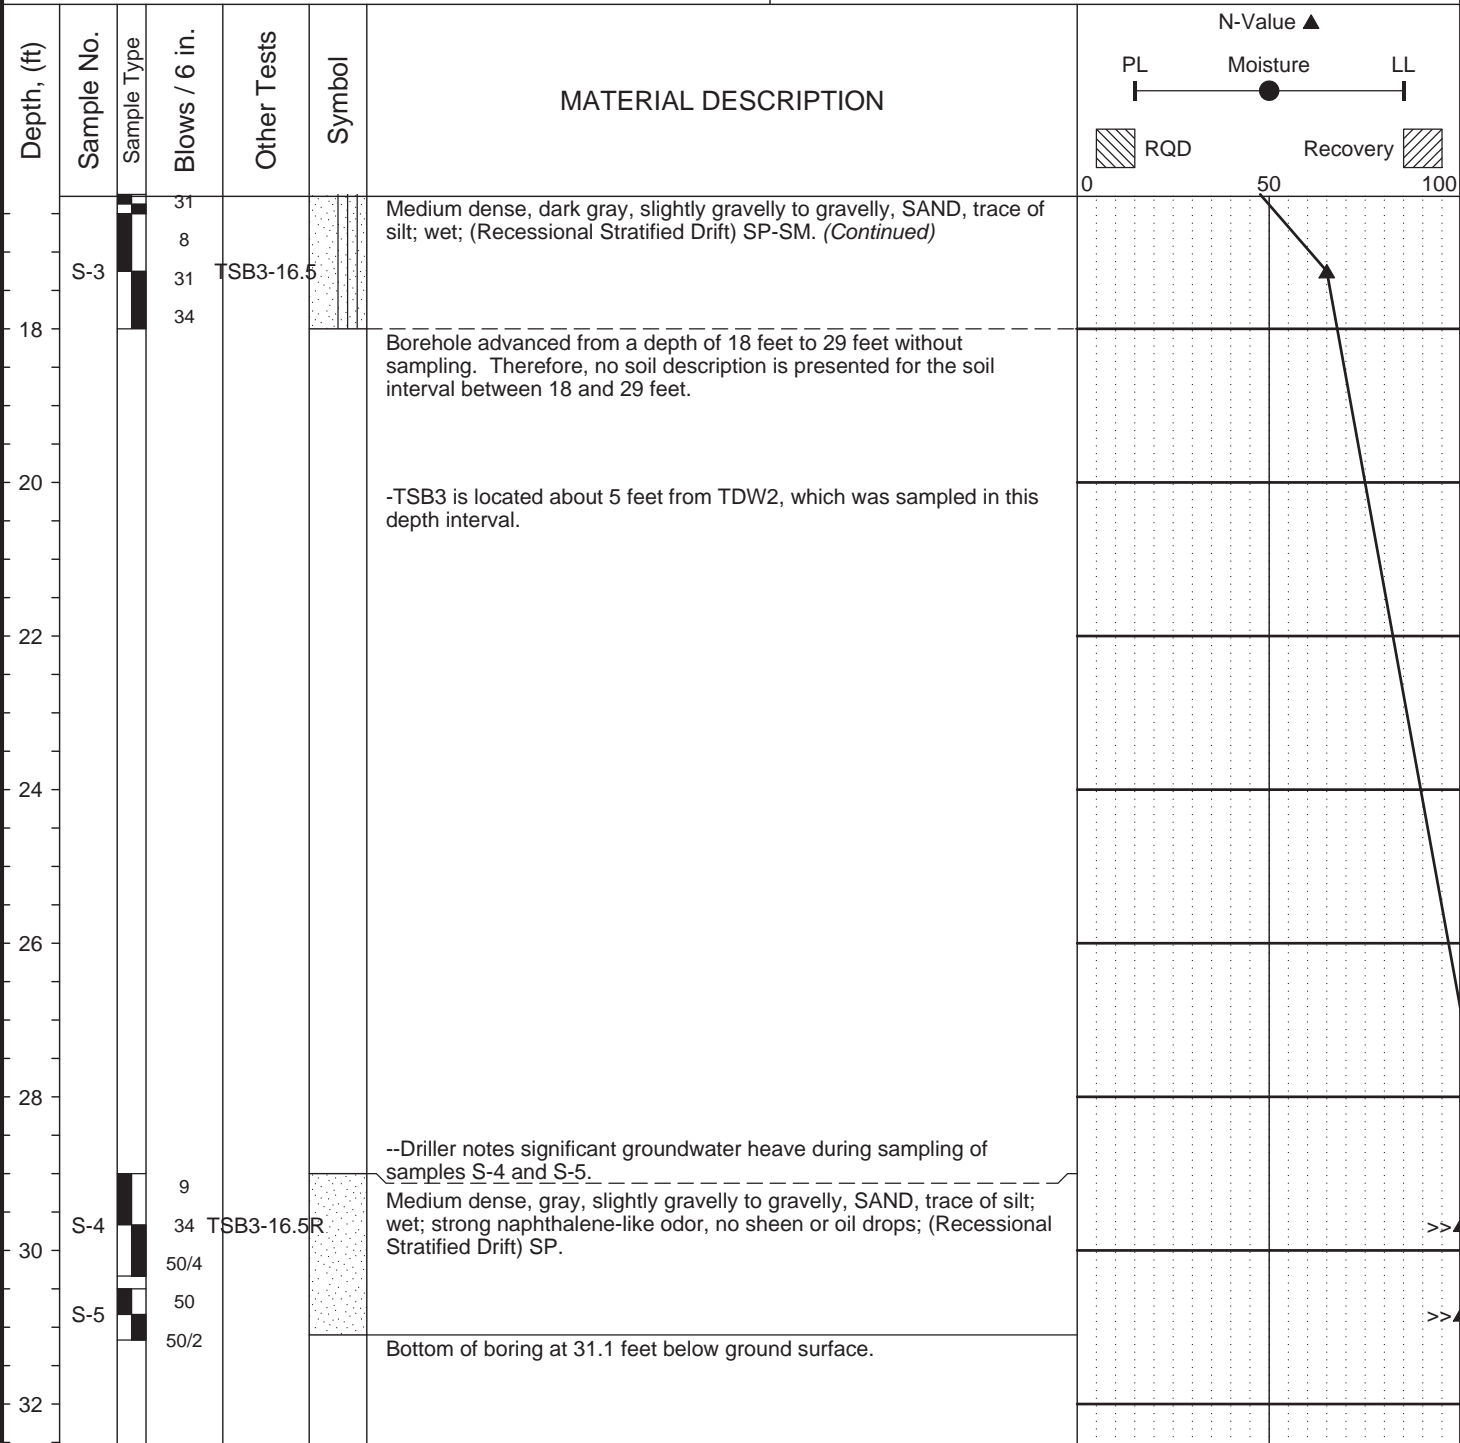 Depth, (ft)
Sample No.
Sample Type
Blows / 6 in.
Other Tests
Symbol
MATERIAL DESCRIPTION
N-Value ▲
PL Moisture LL
RQD Recovery
0 50 100
31
Medium dense, dark gray, slightly gravelly to gravelly, SAND, trace of
silt; wet; (Recessional Stratified Drift) SP-SM. (Continued)
8
S-3 31 TSB3-16.5
34
18
Borehole advanced from a depth of 18 feet to 29 feet without
sampling. Therefore, no soil description is presented for the soil
interval between 18 and 29 feet.
20
-TSB3 is located about 5 feet from TDW2, which was sampled in this
depth interval.
22
24
26
28
--Driller notes significant groundwater heave during sampling of
samples S-4 and S-5.
9
Medium dense, gray, slightly gravelly to gravelly, SAND, trace of silt;
wet; strong naphthalene-like odor, no sheen or oil drops; (Recessional
Stratified Drift) SP.
S-4 34 TSB3-16.5R >>▲
30
50/4
50
S-5 >>▲
50/2
Bottom of boring at 31.1 feet below ground surface.
32